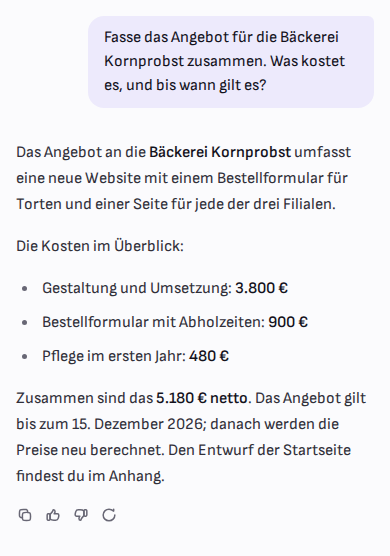 Fasse das Angebot für die Bäckerei
Kornprobst zusammen. Was kostet
es, und bis wann gilt es?
Das Angebot an die Bäckerei Kornprobst umfasst
eine neue Website mit einem Bestellformular für
Torten und einer Seite für jede der drei Filialen.
Die Kosten im Überblick:
• Gestaltung und Umsetzung: 3.800 €
• Bestellformular mit Abholzeiten: 900 €
• Pflege im ersten Jahr: 480 €
Zusammen sind das 5.180 € netto. Das Angebot gilt
bis zum 15. Dezember 2026; danach werden die
Preise neu berechnet. Den Entwurf der Startseite
findest du im Anhang.